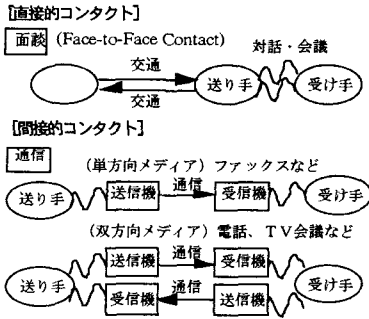 [直接的コンタクト]
面談 (Face-to-Face Contact)
交通 対話・会議
送り手 受け手
交通
[間接的コンタクト]
通信
(単方向メディア) ファックスなど
送り手 送信機 通信 受信機 受け手
(双方向メディア) 電話、TV会議など
送信機 通信 受信機
送り手 受け手
受信機 通信 送信機